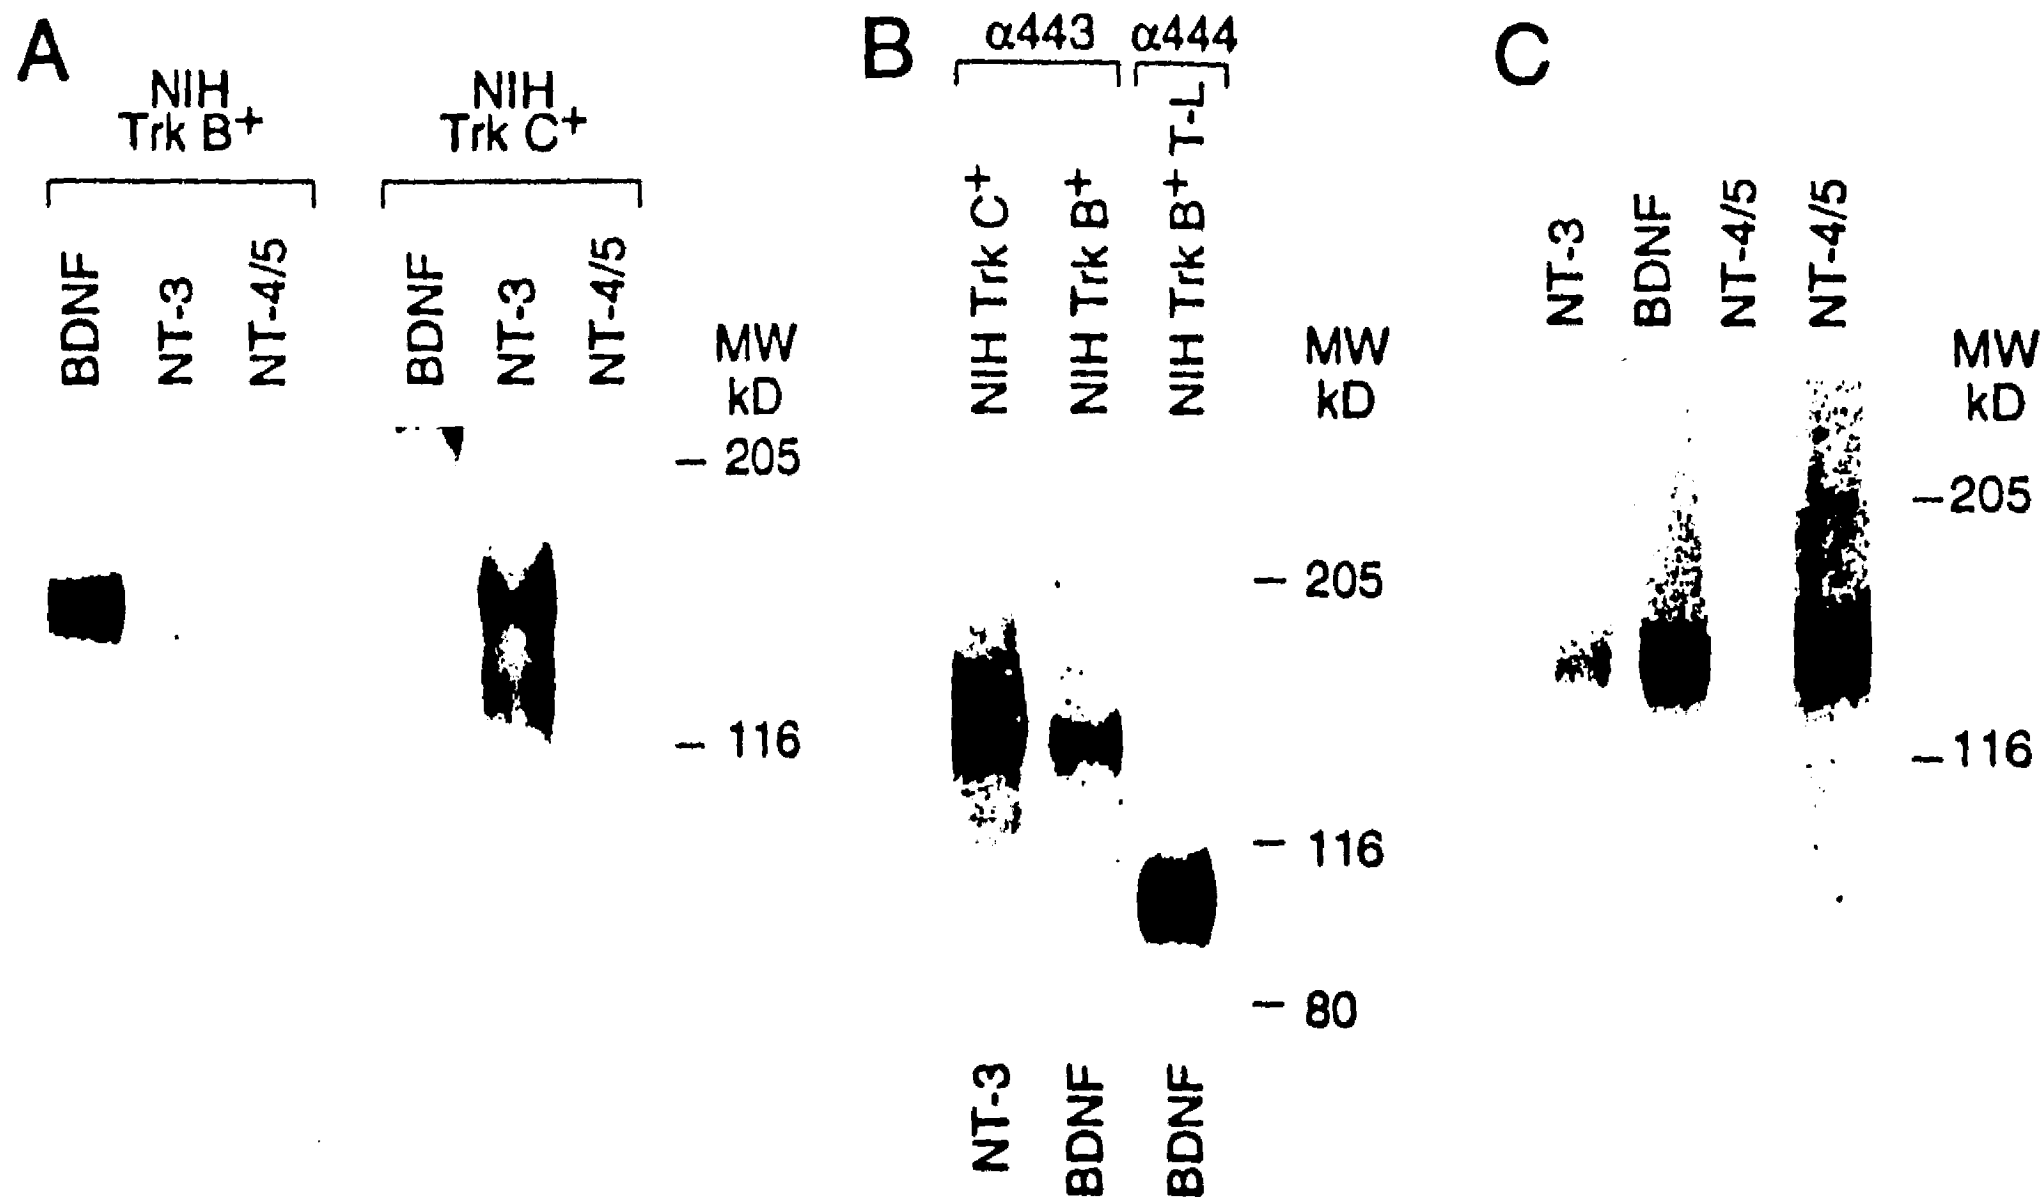 A
NIH
Trk B+
NIH
Trk C+
BDNF
NT-3
NT-4/5
BDNF
NT-3
NT-4/5
MW
kD
– 205
– 116
B
α443
α444
NIH Trk C+
NIH Trk B+
NIH Trk B+ T-L
MW
kD
– 205
– 116
– 80
NT-3
BDNF
BDNF
C
NT-3
BDNF
NT-4/5
NT-4/5
MW
kD
–205
–116